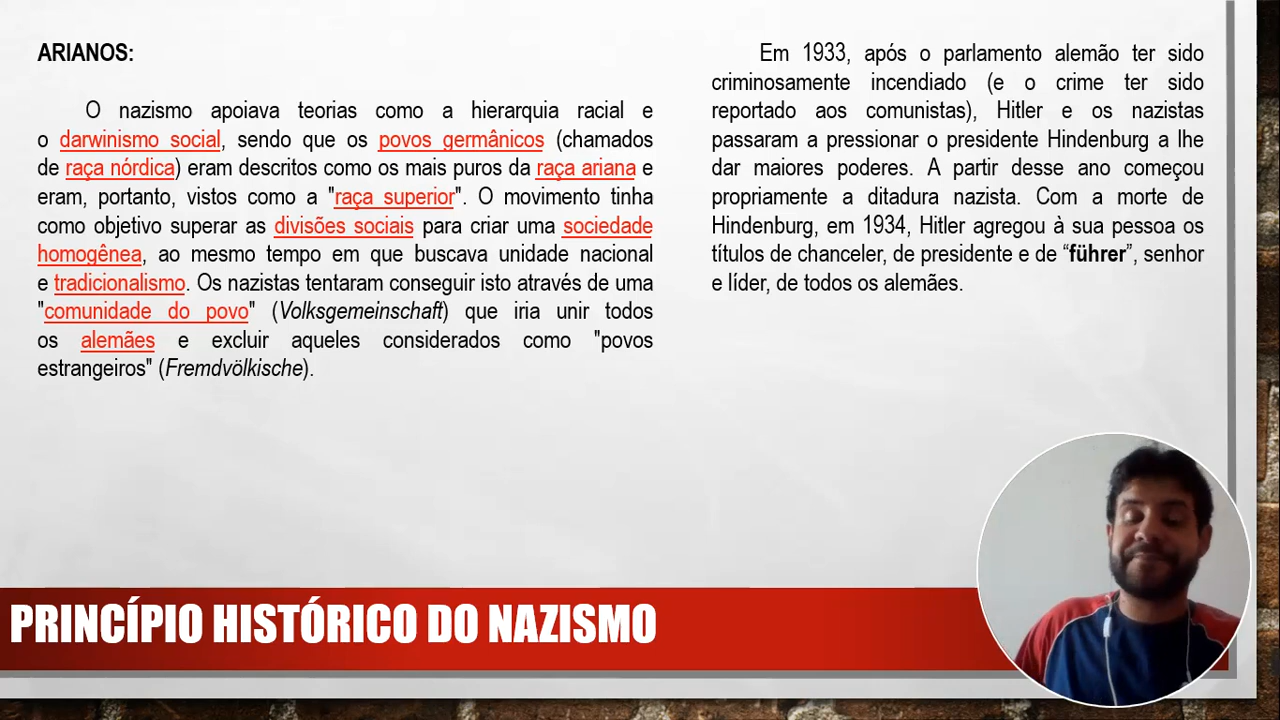 ARIANOS:
O nazismo apoiava teorias como a hierarquia racial e
o darwinismo social, sendo que os povos germânicos (chamados
de raça nórdica) eram descritos como os mais puros da raça ariana e
eram, portanto, vistos como a "raça superior". O movimento tinha
como objetivo superar as divisões sociais para criar uma sociedade
homogênea, ao mesmo tempo em que buscava unidade nacional
e tradicionalismo. Os nazistas tentaram conseguir isto através de uma
"comunidade do povo" (Volksgemeinschaft) que iria unir todos
os alemães e excluir aqueles considerados como "povos
estrangeiros" (Fremdvölkische).
Em 1933, após o parlamento alemão ter sido
criminosamente incendiado (e o crime ter sido
reportado aos comunistas), Hitler e os nazistas
passaram a pressionar o presidente Hindenburg a lhe
dar maiores poderes. A partir desse ano começou
propriamente a ditadura nazista. Com a morte de
Hindenburg, em 1934, Hitler agregou à sua pessoa os
títulos de chanceler, de presidente e de “führer”, senhor
e líder, de todos os alemães.
PRINCÍPIO HISTÓRICO DO NAZISMO